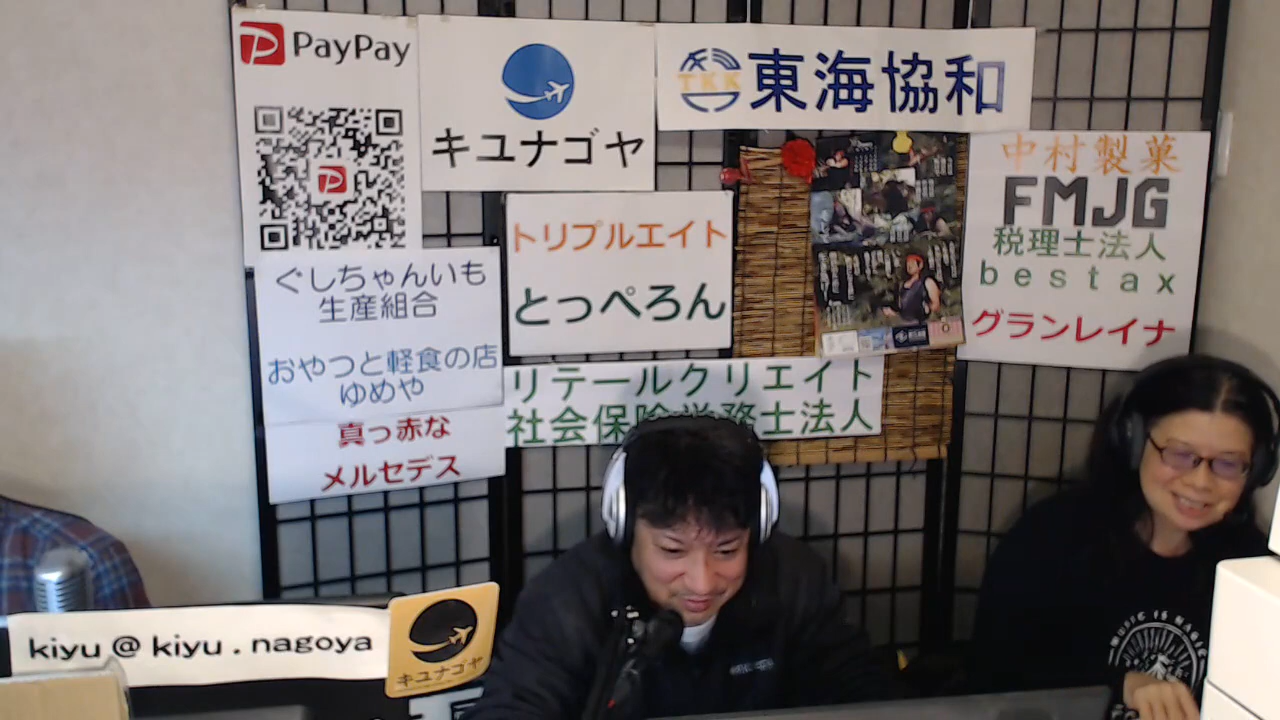 PayPay
キユナゴヤ
TKK 東海協和
中村製菓
FMJG
税理士法人
bestax
グランレイナ
トリプルエイト
とっぺろん
ぐしちゃんいも
生産組合
おやつと軽食の店
ゆめや
真っ赤な
メルセデス
リテールクリエイト
社会保険労務士法人
kiyu @ kiyu . nagoya
キユナゴヤ
MUSIC IS MAGIC